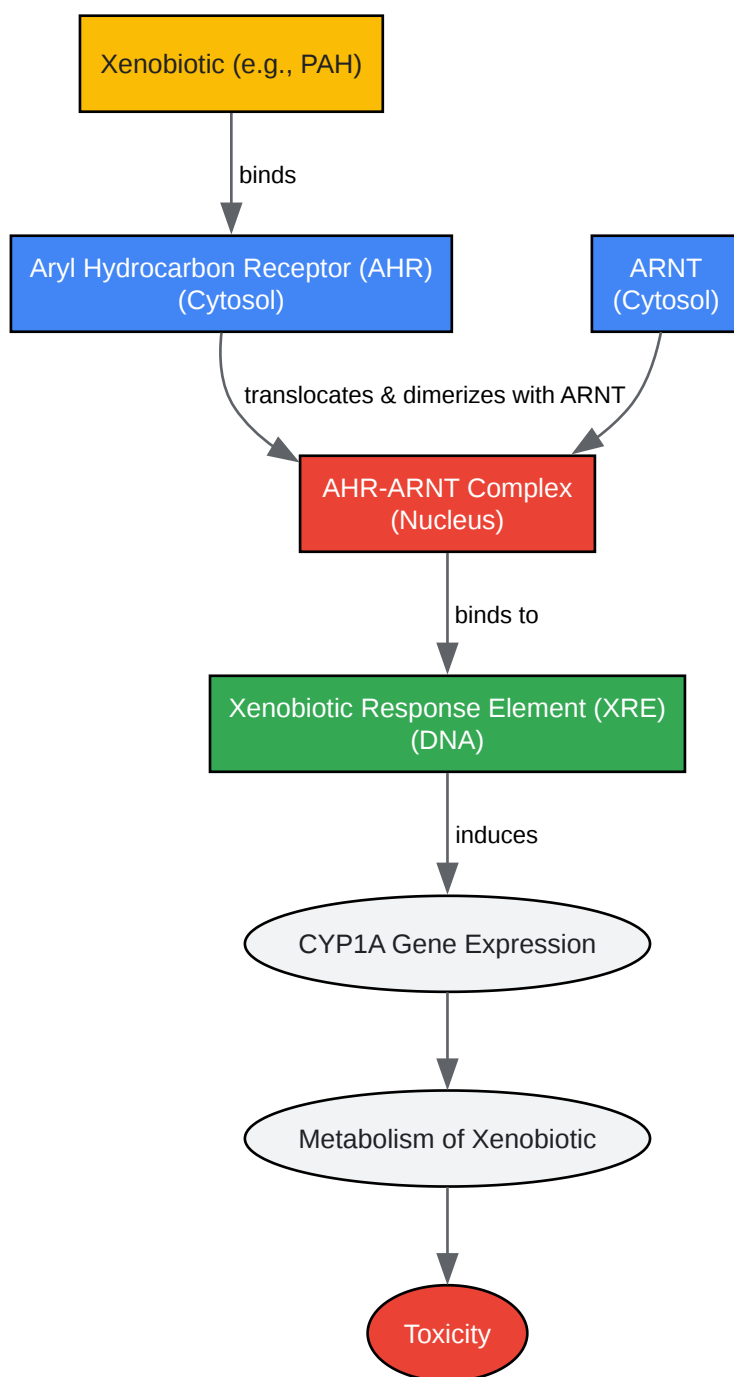 Xenobiotic (e.g., PAH)
binds
Aryl Hydrocarbon Receptor (AHR)
(Cytosol)
ARNT
(Cytosol)
translocates & dimerizes with ARNT
AHR-ARNT Complex
(Nucleus)
binds to
Xenobiotic Response Element (XRE)
(DNA)
induces
CYP1A Gene Expression
Metabolism of Xenobiotic
Toxicity